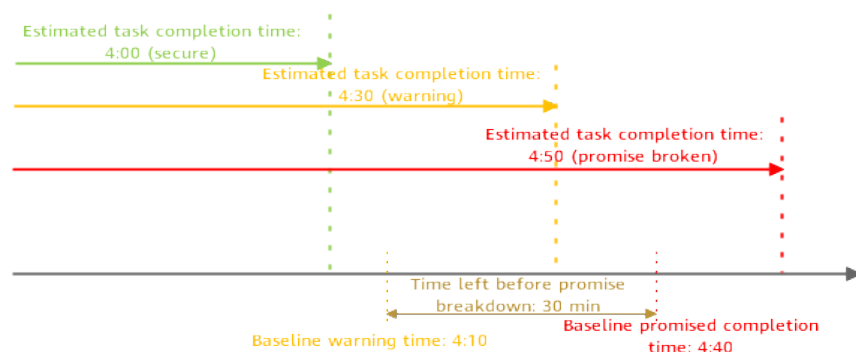 Estimated task completion time:
4:00 (secure)
Estimated task completion time:
4:30 (warning)
Estimated task completion time:
4:50 (promise broken)
Time left before promise
breakdown: 30 min
Baseline warning time: 4:10
Baseline promised completion
time: 4:40